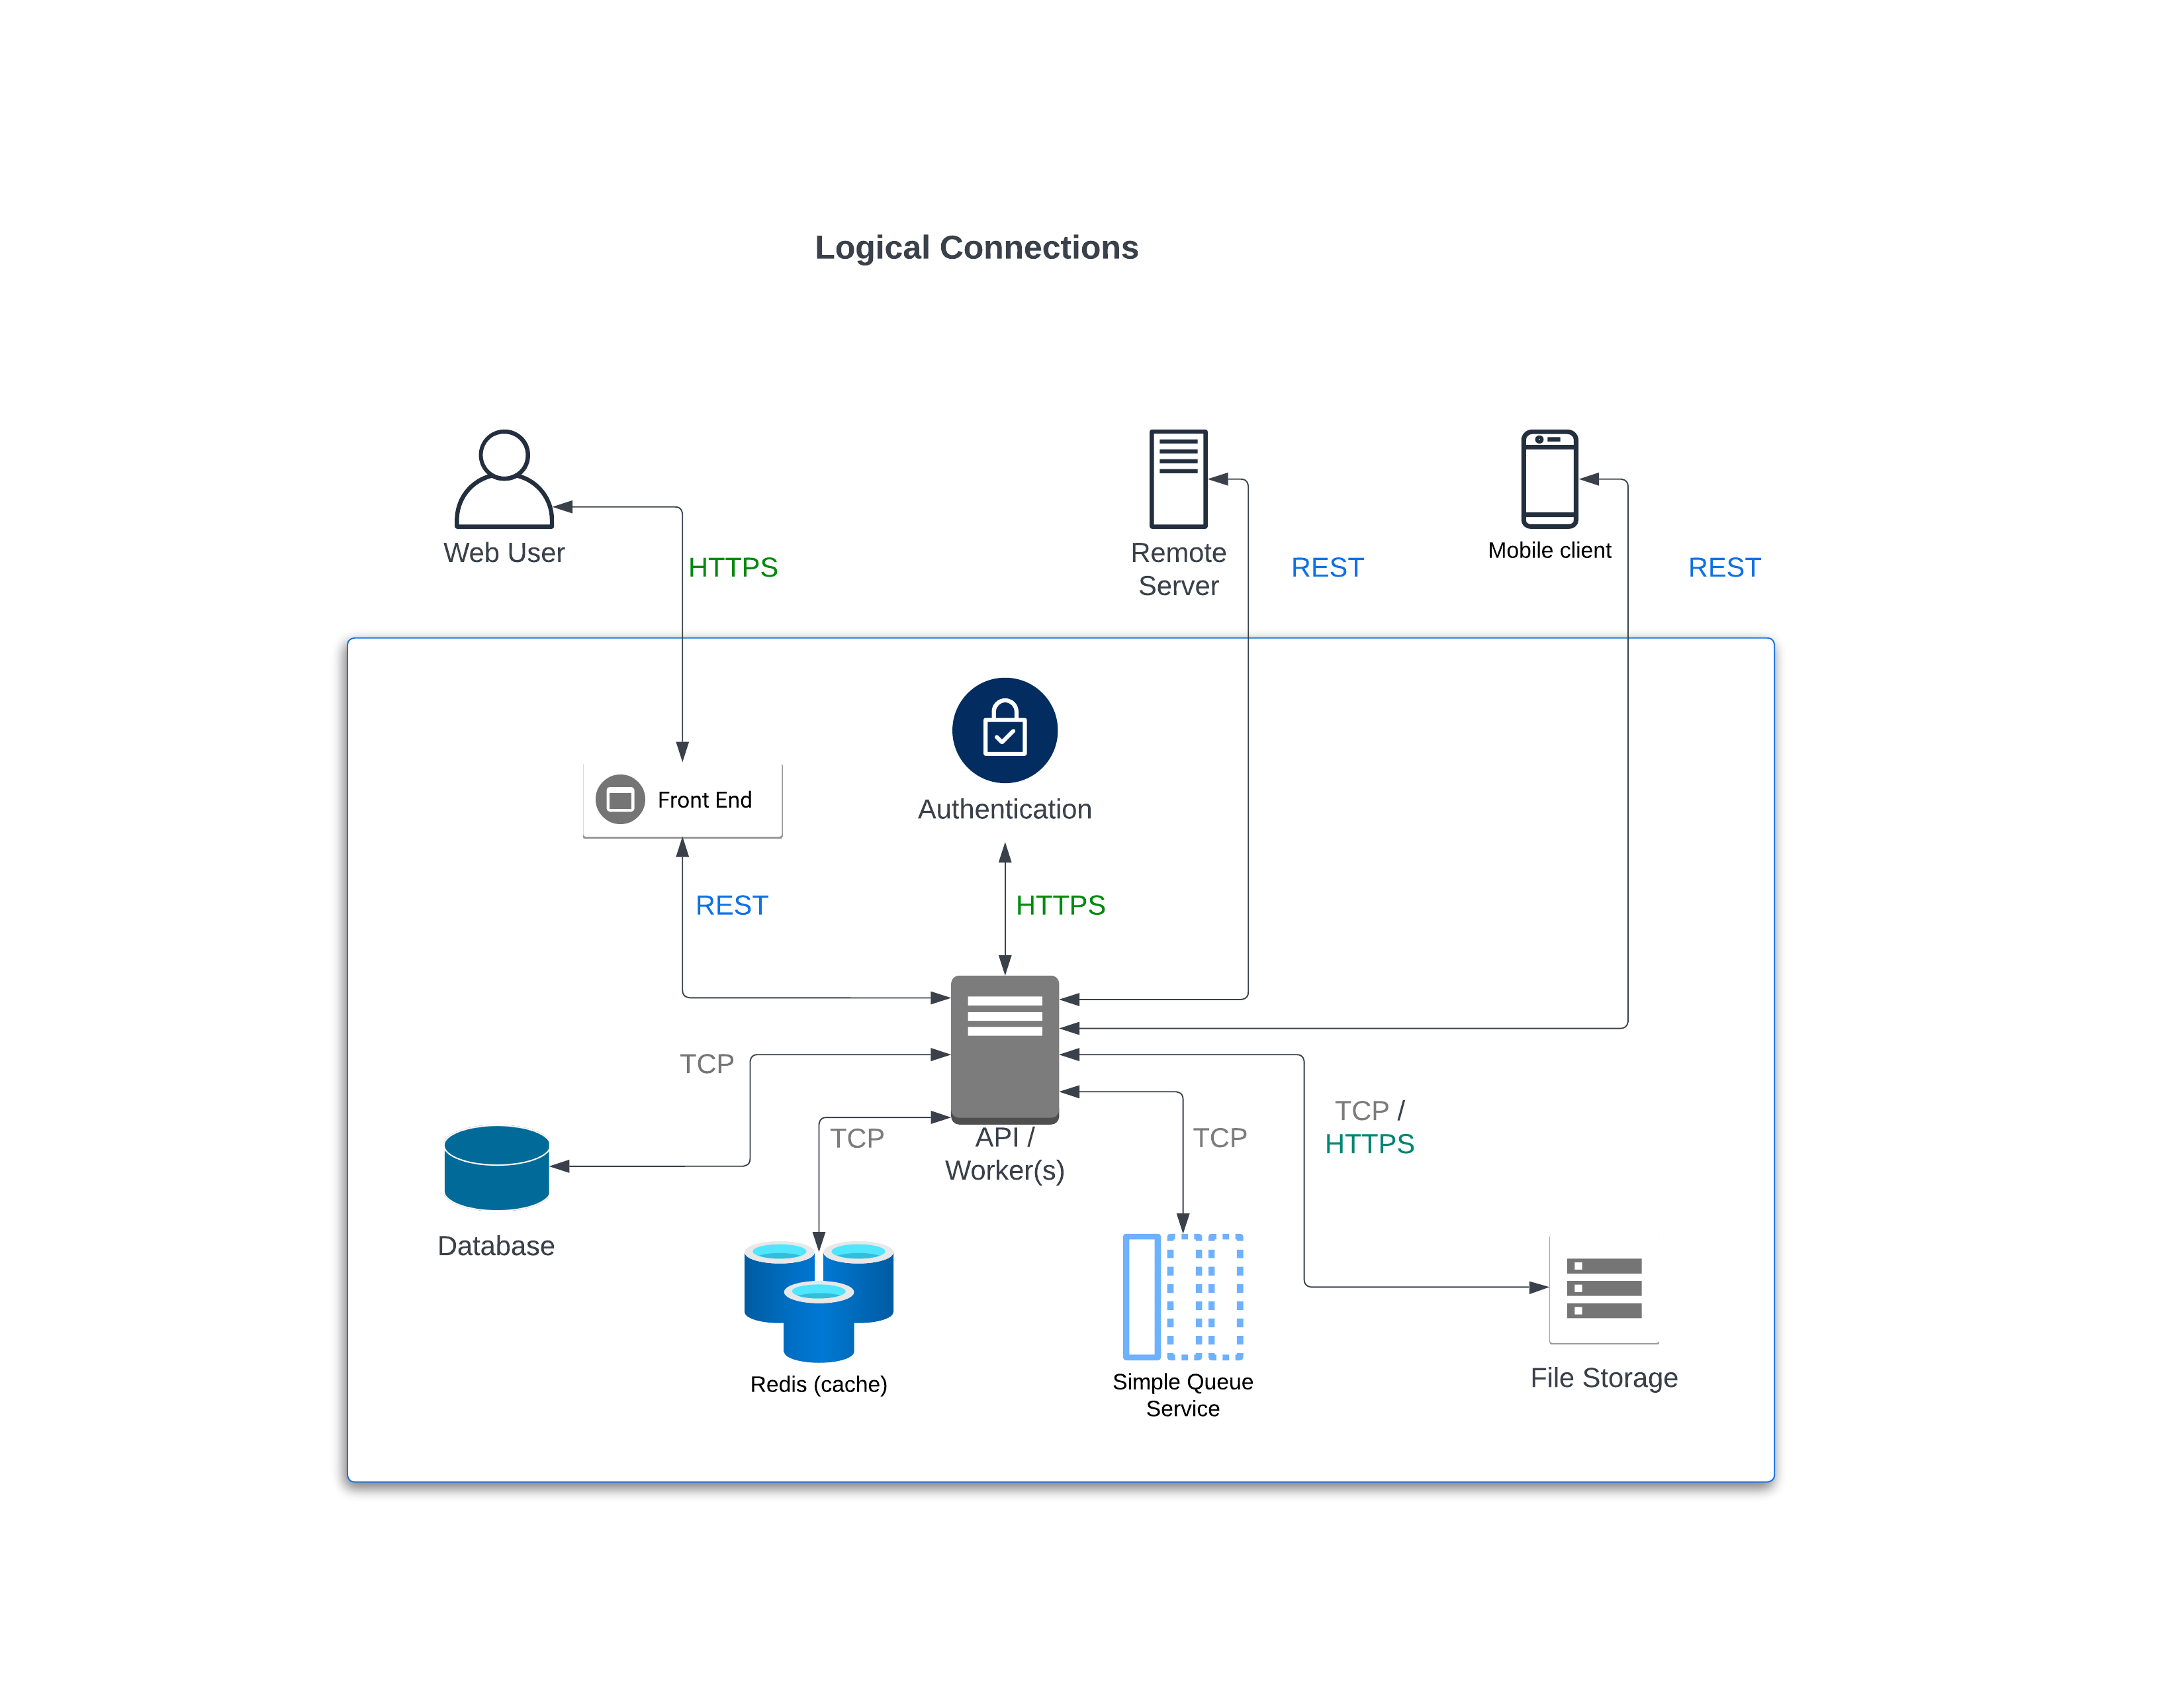 Logical Connections
Web User
HTTPS
Remote
Server
REST
Mobile client
REST
Front End
Authentication
REST
HTTPS
TCP
TCP
API /
Worker(s)
TCP
TCP /
HTTPS
Database
Redis (cache)
Simple Queue
Service
File Storage